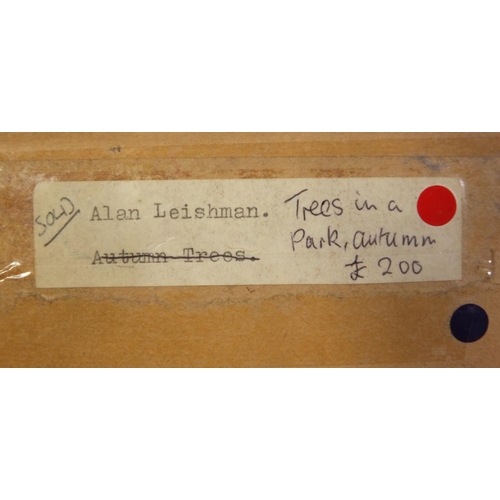 SOLD
Alan Leishman.
Autumn Trees.
Trees in a
Park, autumn
£ 200